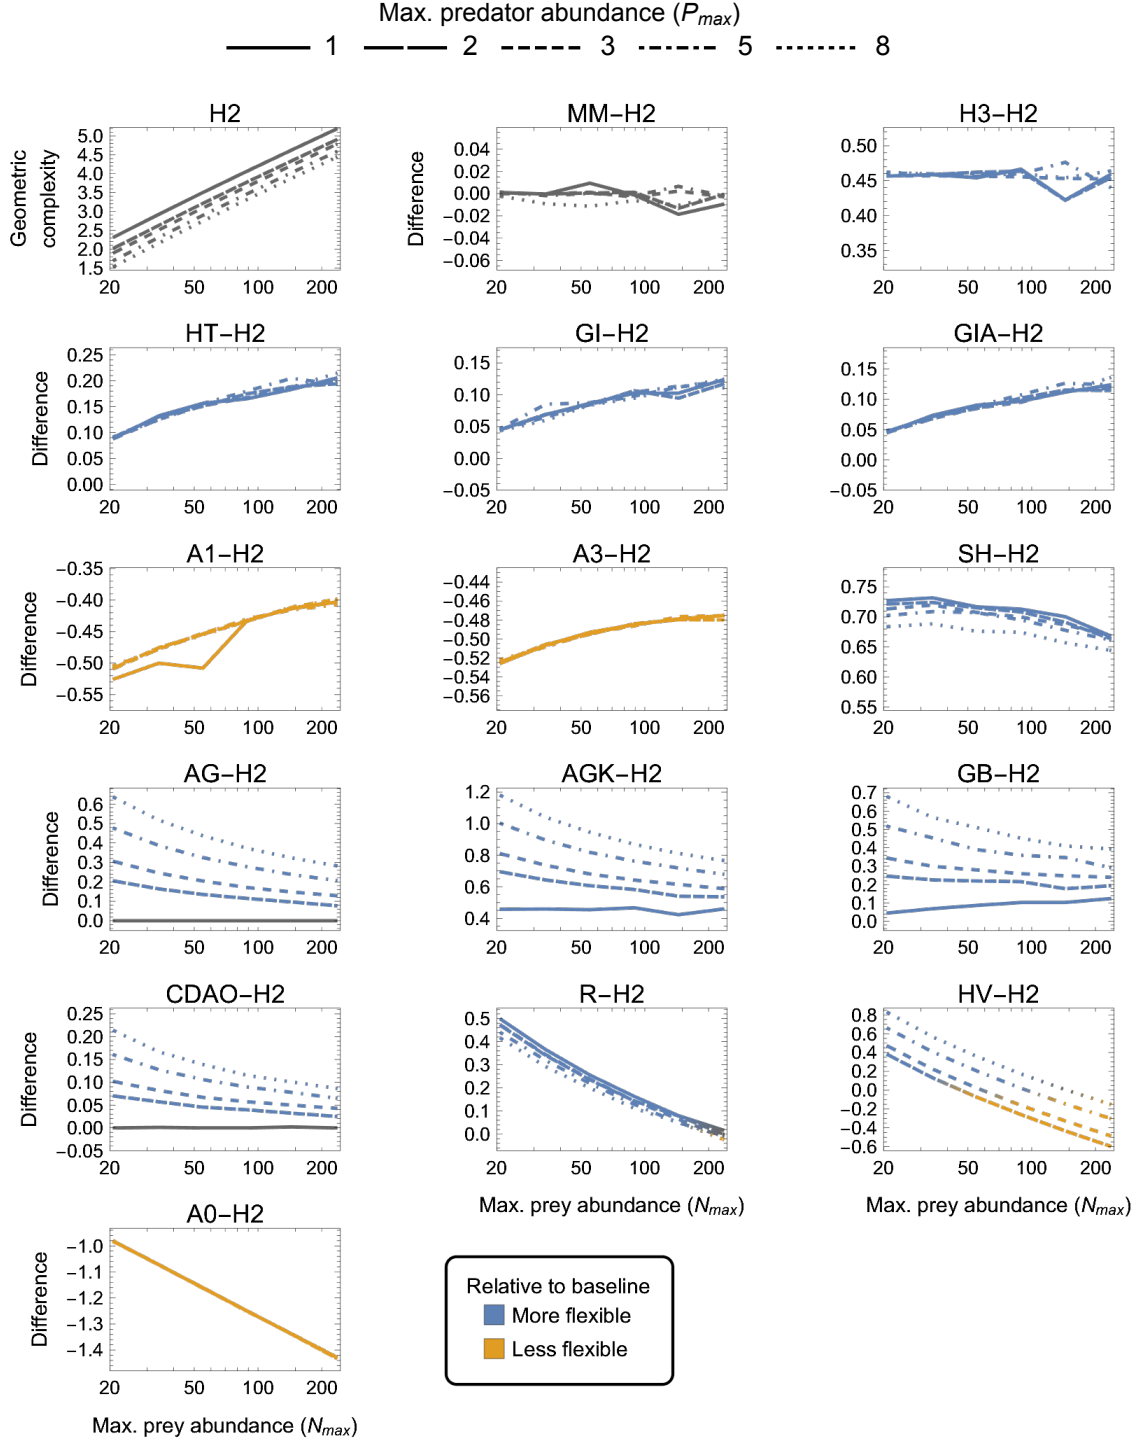 Max. predator abundance (Pmax)
1 2 3 5 8
H2 MM−H2 H3−H2
Geometric complexity
5.0
4.5
4.0
3.5
3.0
2.5
2.0
1.5
20 50 100 200
Difference
0.04
0.02
0.00
−0.02
−0.04
−0.06
20 50 100 200
0.50
0.45
0.40
0.35
20 50 100 200
HT−H2 GI−H2 GIA−H2
Difference
0.25
0.20
0.15
0.10
0.05
0.00
20 50 100 200
0.15
0.10
0.05
0.00
−0.05
20 50 100 200
0.15
0.10
0.05
0.00
−0.05
20 50 100 200
A1−H2 A3−H2 SH−H2
Difference
−0.35
−0.40
−0.45
−0.50
−0.55
20 50 100 200
−0.44
−0.46
−0.48
−0.50
−0.52
−0.54
−0.56
20 50 100 200
0.75
0.70
0.65
0.60
0.55
20 50 100 200
AG−H2 AGK−H2 GB−H2
Difference
0.6
0.5
0.4
0.3
0.2
0.1
0.0
20 50 100 200
1.2
1.0
0.8
0.6
0.4
20 50 100 200
0.7
0.6
0.5
0.4
0.3
0.2
0.1
0.0
20 50 100 200
CDAO−H2 R−H2 HV−H2
Difference
0.25
0.20
0.15
0.10
0.05
0.00
−0.05
20 50 100 200
0.5
0.4
0.3
0.2
0.1
0.0
20 50 100 200
Max. prey abundance (Nmax)
0.8
0.6
0.4
0.2
0.0
−0.2
−0.4
−0.6
20 50 100 200
Max. prey abundance (Nmax)
A0−H2
Difference
−1.0
−1.1
−1.2
−1.3
−1.4
20 50 100 200
Max. prey abundance (Nmax)
Relative to baseline
More flexible
Less flexible